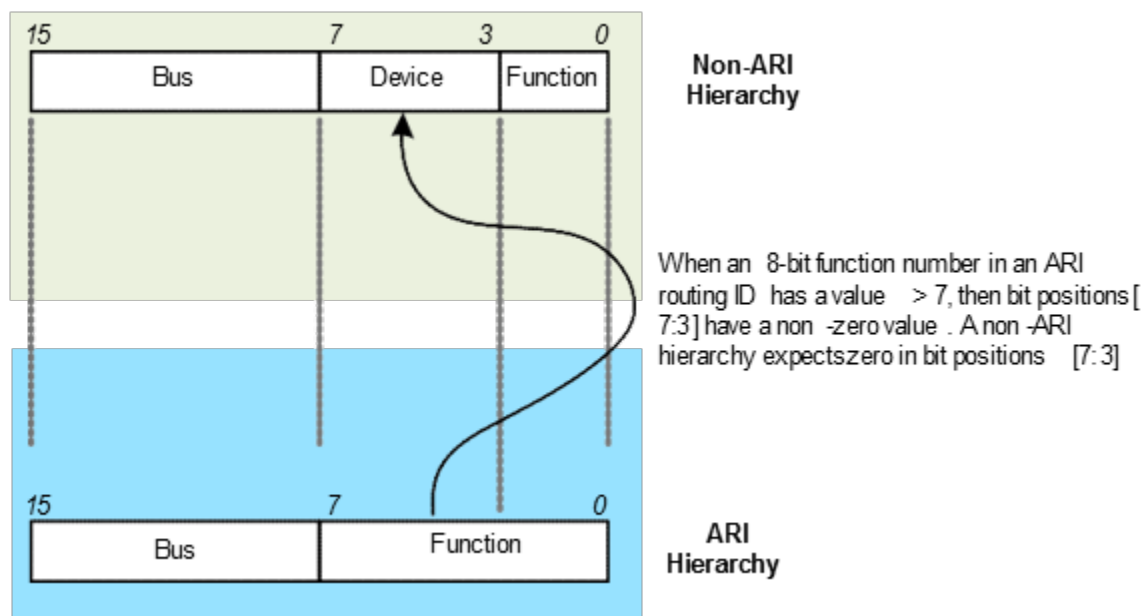 15 7 3 0
Bus Device Function
Non-ARI
Hierarchy
When an 8-bit function number in an ARI
routing ID has a value > 7, then bit positions [
7:3] have a non -zero value . A non -ARI
hierarchy expectszero in bit positions [7: 3]
15 7 0
Bus Function
ARI
Hierarchy